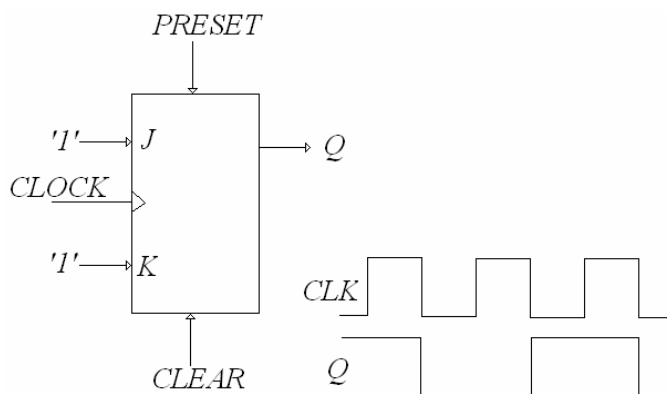 PRESET
'1' J
Q
CLOCK
'1' K
CLK
CLEAR
Q